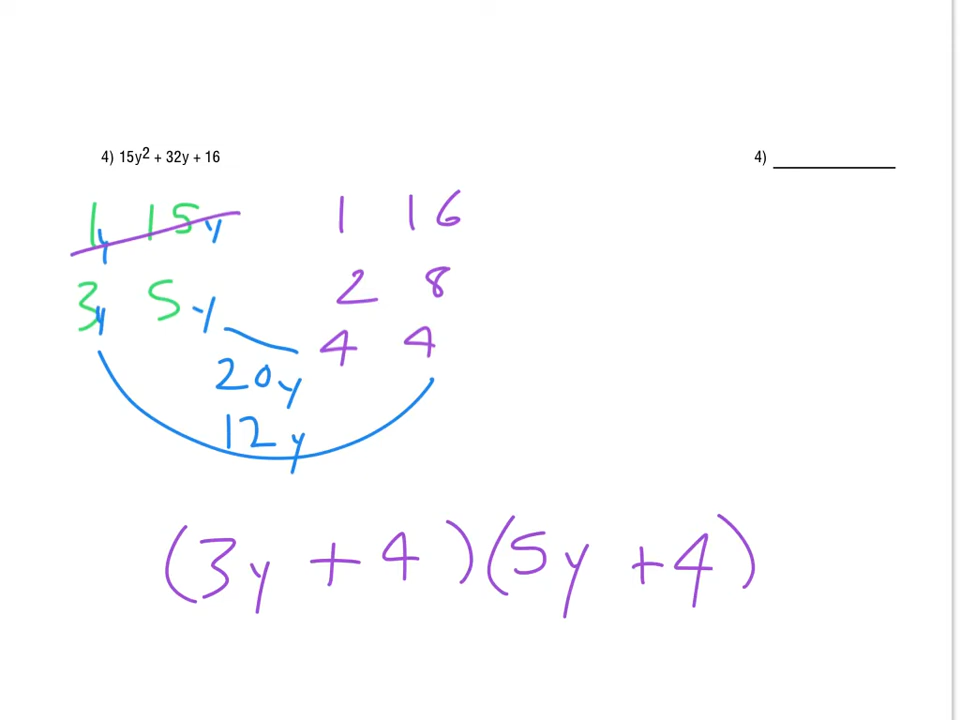 4) 15y² + 32y + 16 4) ____________
1y 15y 1 16
3y 5y 2 8
4 4
20y
12y
(3y + 4)(5y + 4)